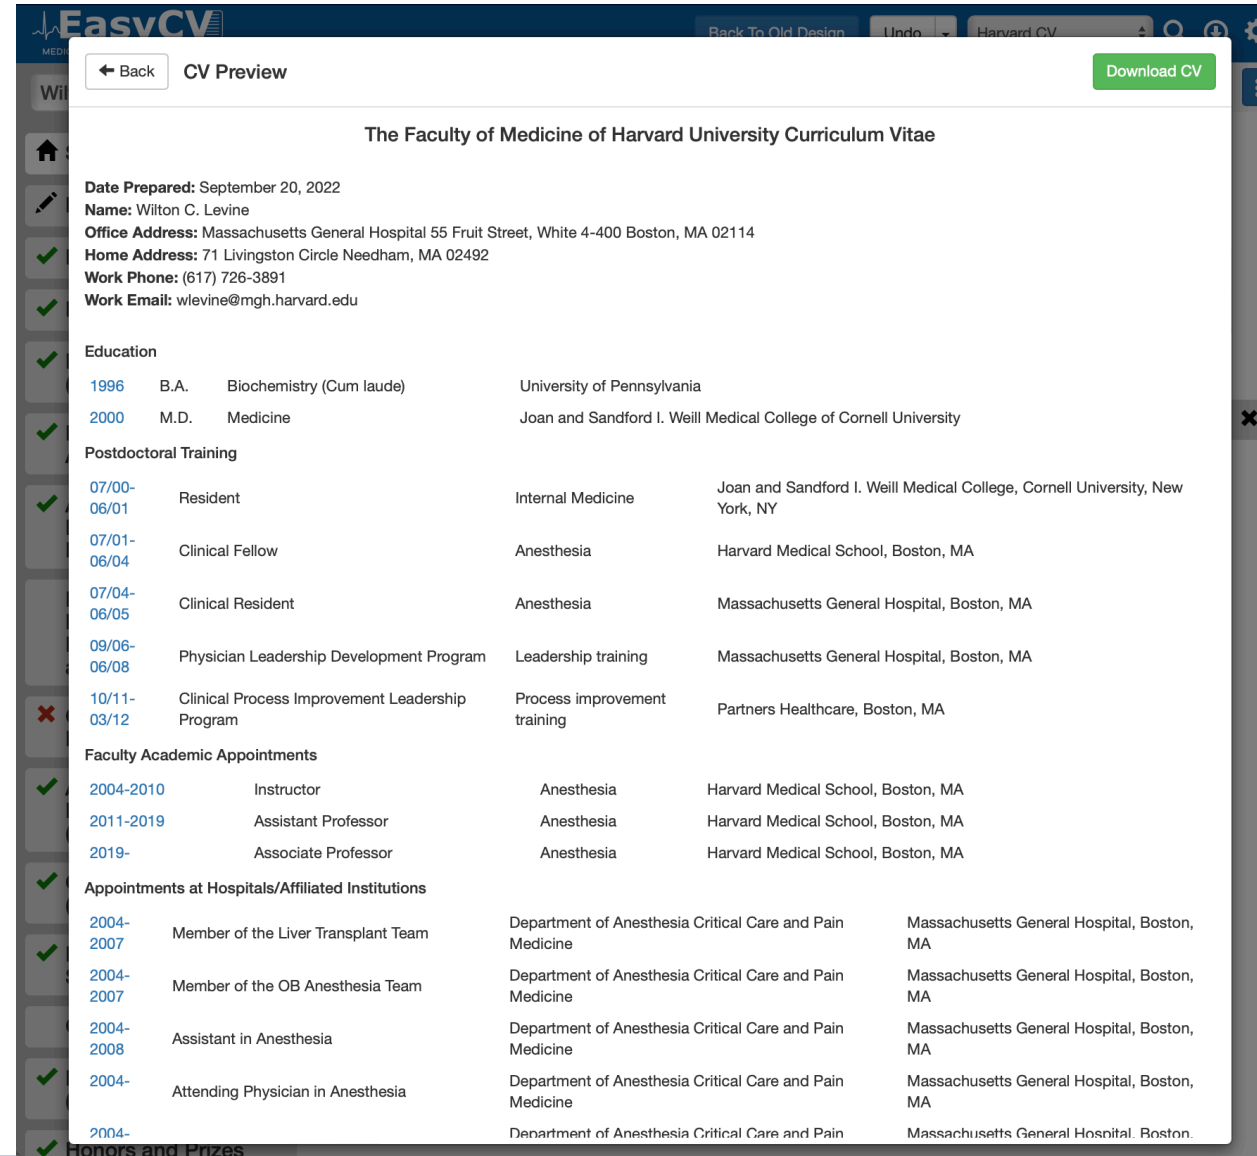 EasyCV
MEDIC
Back To Old Design
Undo
Harvard CV
Wil
Back
CV Preview
Download CV
The Faculty of Medicine of Harvard University Curriculum Vitae
Date Prepared: September 20, 2022
Name: Wilton C. Levine
Office Address: Massachusetts General Hospital 55 Fruit Street, White 4-400 Boston, MA 02114
Home Address: 71 Livingston Circle Needham, MA 02492
Work Phone: (617) 726-3891
Work Email: wlevine@mgh.harvard.edu
Education
1996 B.A. Biochemistry (Cum laude) University of Pennsylvania
2000 M.D. Medicine Joan and Sandford I. Weill Medical College of Cornell University
Postdoctoral Training
07/00-
06/01 Resident Internal Medicine Joan and Sandford I. Weill Medical College, Cornell University, New
York, NY
07/01-
06/04 Clinical Fellow Anesthesia Harvard Medical School, Boston, MA
07/04-
06/05 Clinical Resident Anesthesia Massachusetts General Hospital, Boston, MA
09/06-
06/08 Physician Leadership Development Program Leadership training Massachusetts General Hospital, Boston, MA
10/11- Clinical Process Improvement Leadership Process improvement
03/12 Program training Partners Healthcare, Boston, MA
Faculty Academic Appointments
2004-2010 Instructor Anesthesia Harvard Medical School, Boston, MA
2011-2019 Assistant Professor Anesthesia Harvard Medical School, Boston, MA
2019- Associate Professor Anesthesia Harvard Medical School, Boston, MA
Appointments at Hospitals/Affiliated Institutions
2004- Department of Anesthesia Critical Care and Pain Massachusetts General Hospital, Boston,
2007 Member of the Liver Transplant Team Medicine MA
2004- Department of Anesthesia Critical Care and Pain Massachusetts General Hospital, Boston,
2007 Member of the OB Anesthesia Team Medicine MA
2004- Department of Anesthesia Critical Care and Pain Massachusetts General Hospital, Boston,
2008 Assistant in Anesthesia Medicine MA
2004- Department of Anesthesia Critical Care and Pain Massachusetts General Hospital, Boston,
Attending Physician in Anesthesia Medicine MA
2004- Department of Anesthesia Critical Care and Pain Massachusetts General Hospital, Boston,
Honors and Prizes